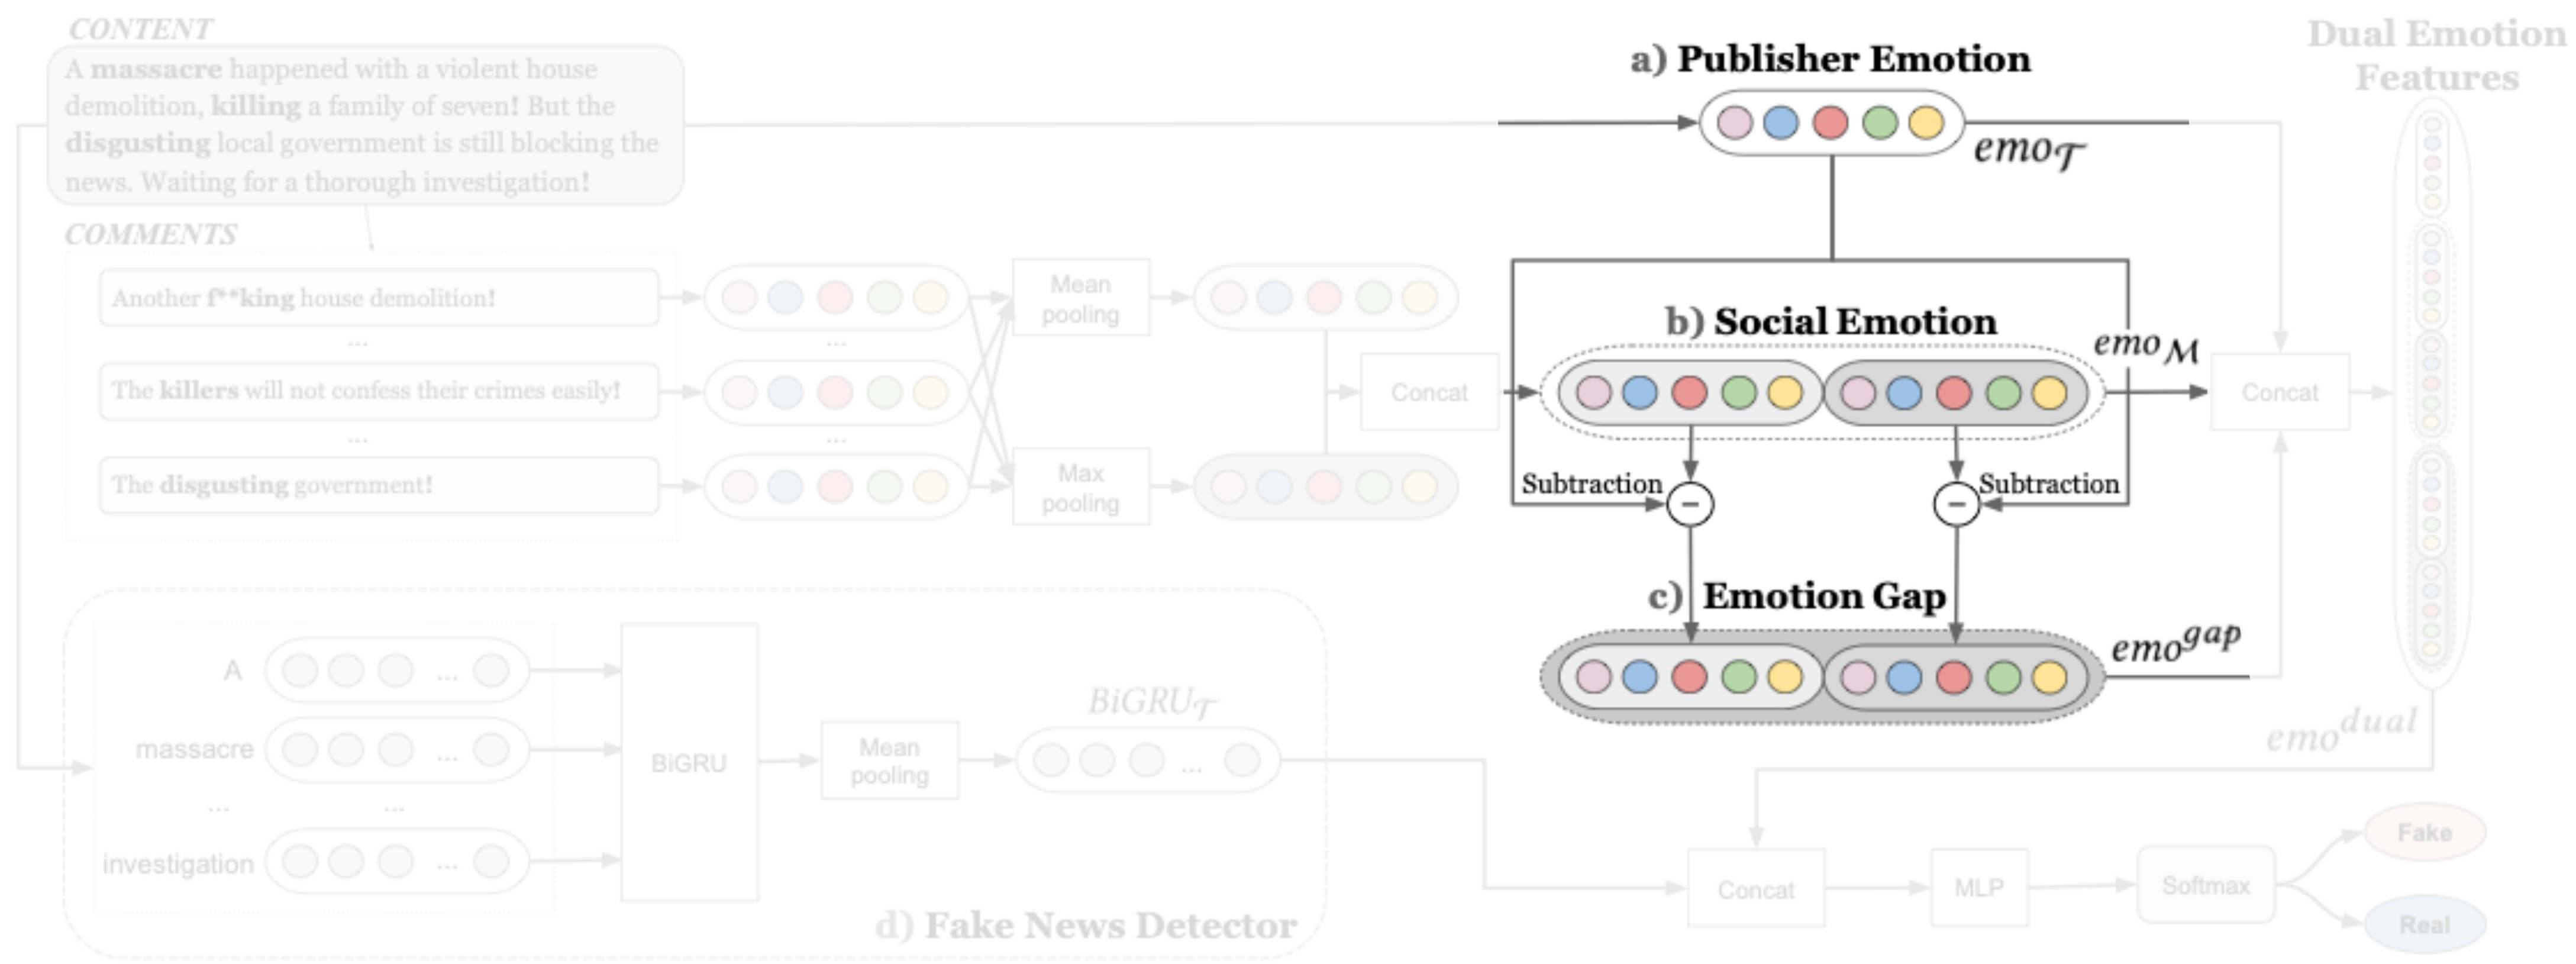 CONTENT
A massacre happened with a violent house
demolition, killing a family of seven! But the
disgusting local government is still blocking the
news. Waiting for a thorough investigation!
COMMENTS
Another f**king house demolition!
...
The killers will not confess their crimes easily!
...
The disgusting government!
...
...
Mean
pooling
Max
pooling
Concat
a) Publisher Emotion
emo𝒯
b) Social Emotion
emoℳ
Subtraction
−
−
Subtraction
c) Emotion Gap
emo^gap
Concat
Dual Emotion
Features
emo^dual
A
...
massacre
...
...
...
investigation
...
BiGRU
Mean
pooling
BiGRU𝒯
...
d) Fake News Detector
Concat
MLP
Softmax
Fake
Real